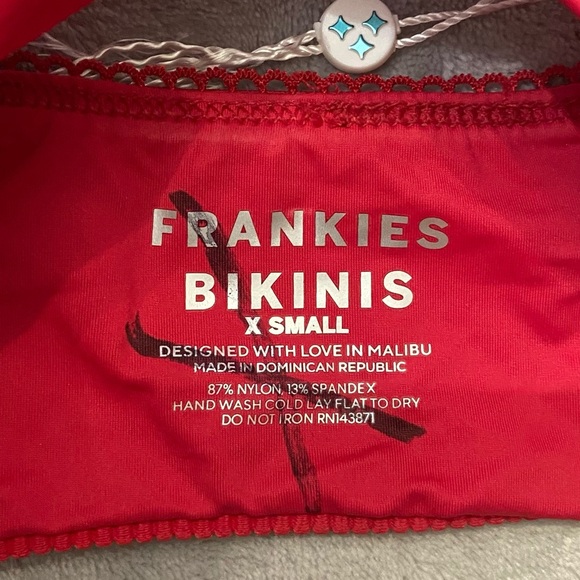 FRANKIES
BIKINIS
X SMALL
DESIGNED WITH LOVE IN MALIBU
MADE IN DOMINICAN REPUBLIC
87% NYLON, 13% SPANDEX
HAND WASH COLD LAY FLAT TO DRY
DO NOT IRON RN143871